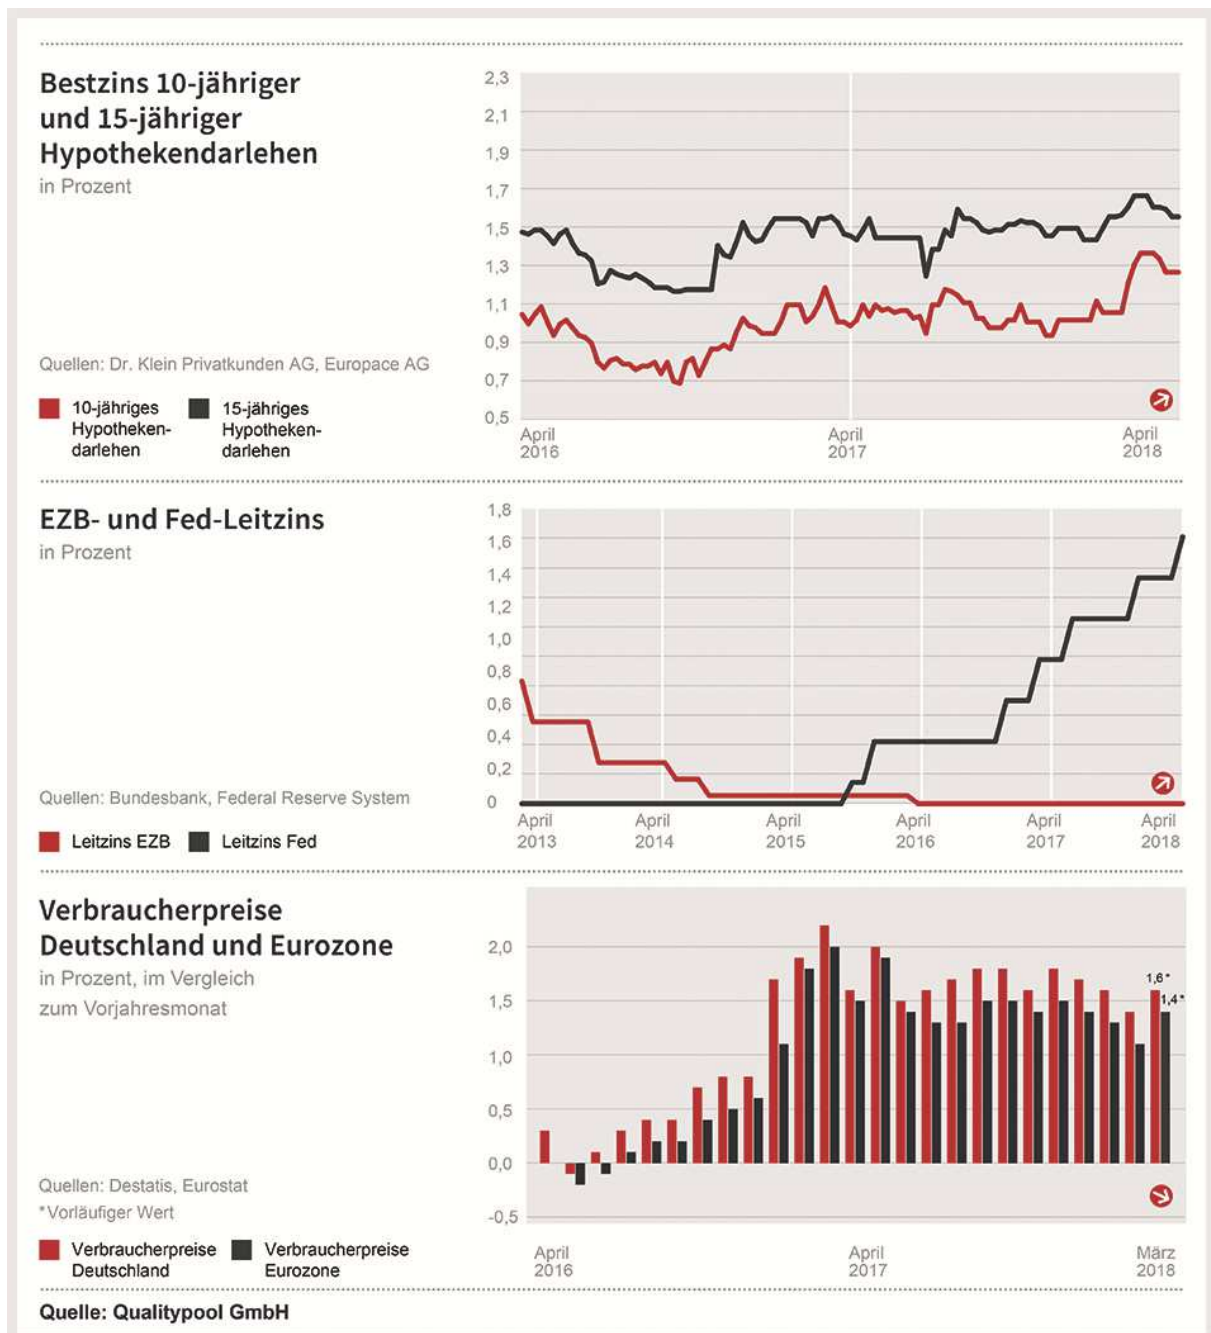 Bestzins 10-jähriger
und 15-jähriger
Hypothekendarlehen
in Prozent
Quellen: Dr. Klein Privatkunden AG, Europace AG
10-jähriges
Hypotheken-
darlehen
15-jähriges
Hypotheken-
darlehen
2,3
2,1
1,9
1,7
1,5
1,3
1,1
0,9
0,7
0,5
April
2016
April
2017
April
2018
EZB- und Fed-Leitzins
in Prozent
Quellen: Bundesbank, Federal Reserve System
Leitzins EZB
Leitzins Fed
1,8
1,6
1,4
1,2
1,0
0,8
0,6
0,4
0,2
0
April
2013
April
2014
April
2015
April
2016
April
2017
April
2018
Verbraucherpreise
Deutschland und Eurozone
in Prozent, im Vergleich
zum Vorjahresmonat
Quellen: Destatis, Eurostat
*Vorläufiger Wert
Verbraucherpreise
Deutschland
Verbraucherpreise
Eurozone
2,0
1,5
1,0
0,5
0,0
-0,5
1,6*
1,4*
April
2016
April
2017
März
2018
Quelle: Qualitypool GmbH